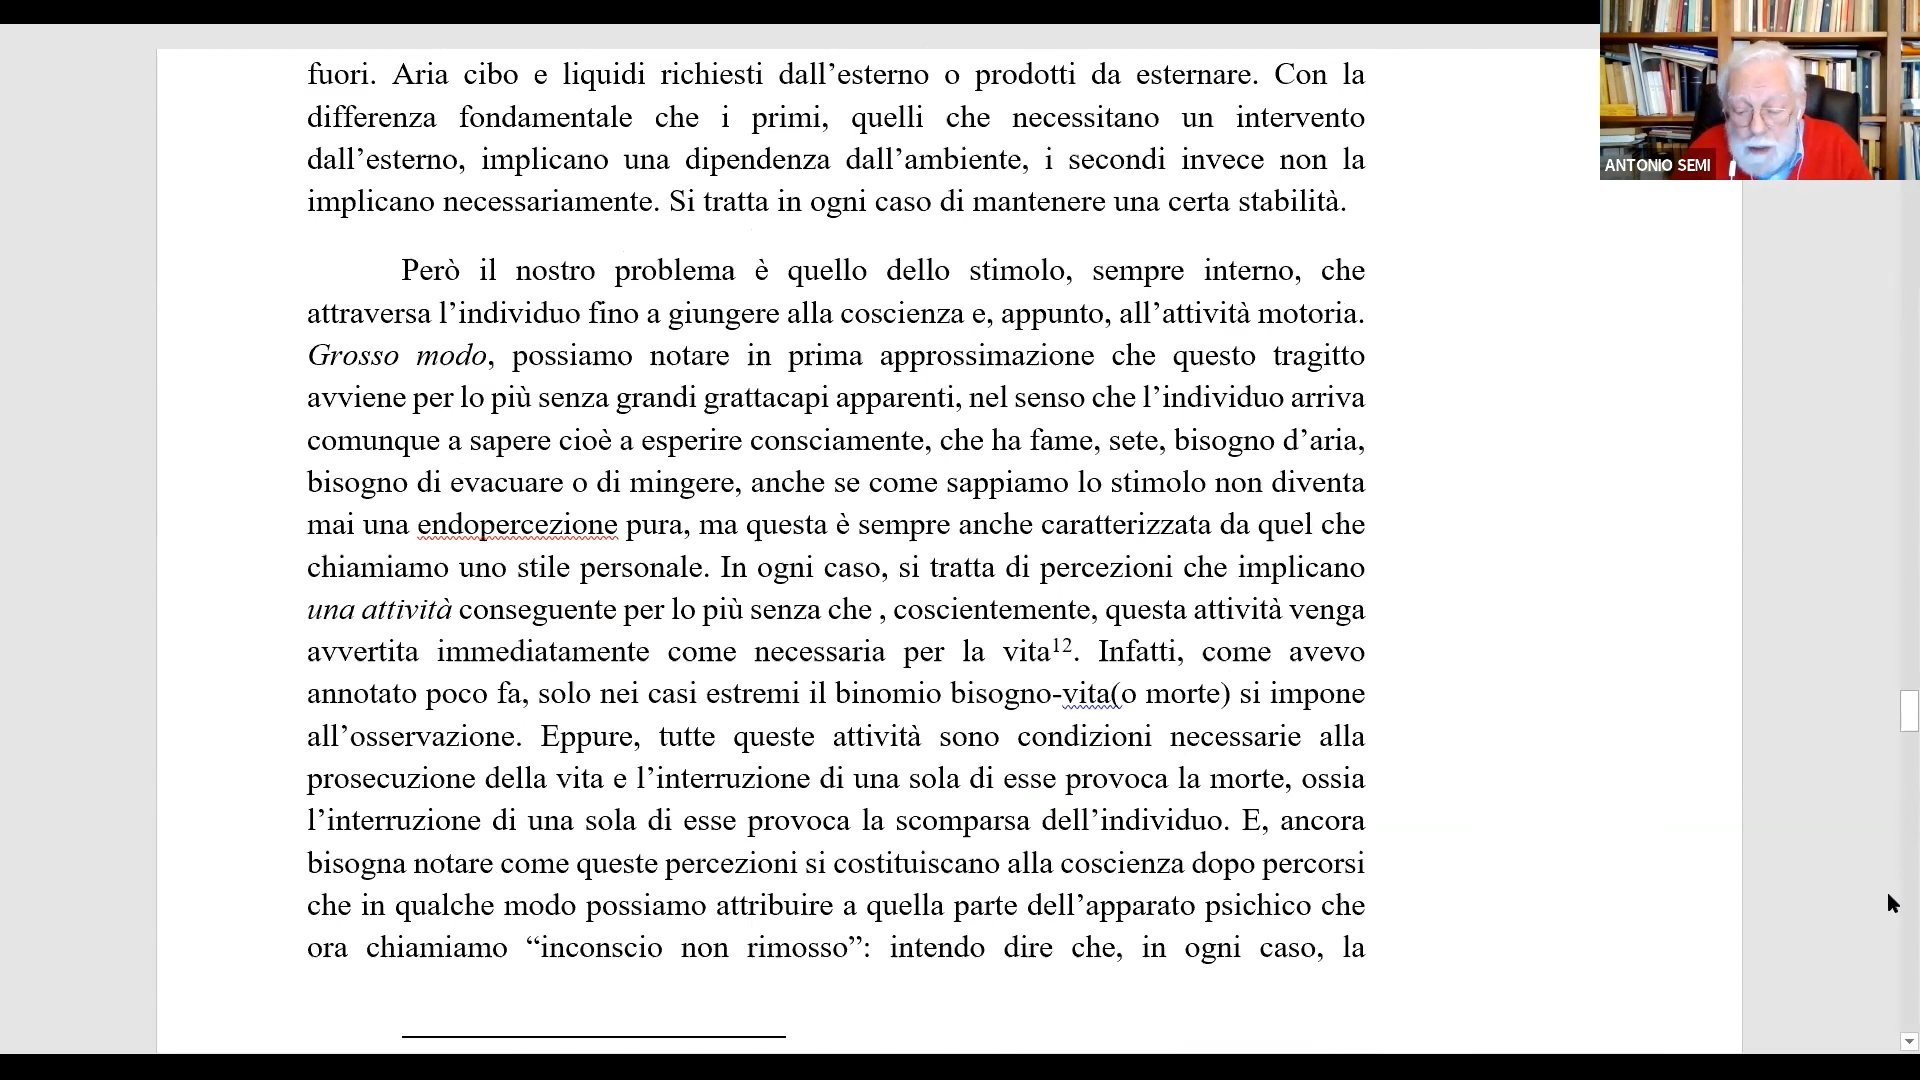 fuori. Aria cibo e liquidi richiesti dall’esterno o prodotti da esternare. Con la
differenza fondamentale che i primi, quelli che necessitano un intervento
dall’esterno, implicano una dipendenza dall’ambiente, i secondi invece non la
implicano necessariamente. Si tratta in ogni caso di mantenere una certa stabilità.
Però il nostro problema è quello dello stimolo, sempre interno, che
attraversa l’individuo fino a giungere alla coscienza e, appunto, all’attività motoria.
Grosso modo, possiamo notare in prima approssimazione che questo tragitto
avviene per lo più senza grandi grattacapi apparenti, nel senso che l’individuo arriva
comunque a sapere cioè a esperire consciamente, che ha fame, sete, bisogno d’aria,
bisogno di evacuare o di mingere, anche se come sappiamo lo stimolo non diventa
mai una endopercezione pura, ma questa è sempre anche caratterizzata da quel che
chiamiamo uno stile personale. In ogni caso, si tratta di percezioni che implicano
una attività conseguente per lo più senza che , coscientemente, questa attività venga
avvertita immediatamente come necessaria per la vita¹². Infatti, come avevo
annotato poco fa, solo nei casi estremi il binomio bisogno-vita(o morte) si impone
all’osservazione. Eppure, tutte queste attività sono condizioni necessarie alla
prosecuzione della vita e l’interruzione di una sola di esse provoca la morte, ossia
l’interruzione di una sola di esse provoca la scomparsa dell’individuo. E, ancora
bisogna notare come queste percezioni si costituiscano alla coscienza dopo percorsi
che in qualche modo possiamo attribuire a quella parte dell’apparato psichico che
ora chiamiamo “inconscio non rimosso”: intendo dire che, in ogni caso, la
ANTONIO SEMI